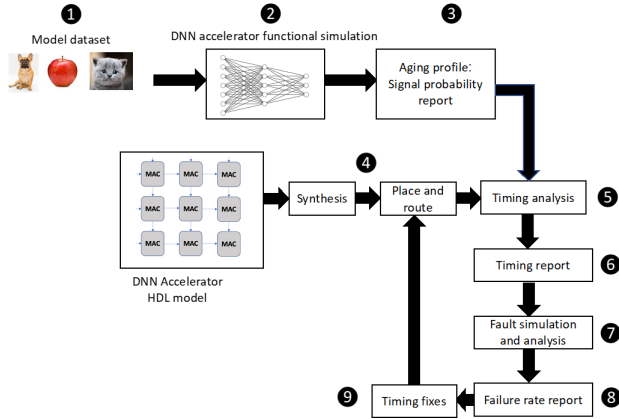 1
2
3
Model dataset
DNN accelerator functional simulation
Aging profile:
Signal probability
report
4
MAC MAC MAC
MAC MAC MAC
MAC MAC MAC
Synthesis
Place and
route
Timing analysis
5
DNN Accelerator
HDL model
Timing report
6
Fault simulation
and analysis
7
9
Timing fixes
Failure rate report
8